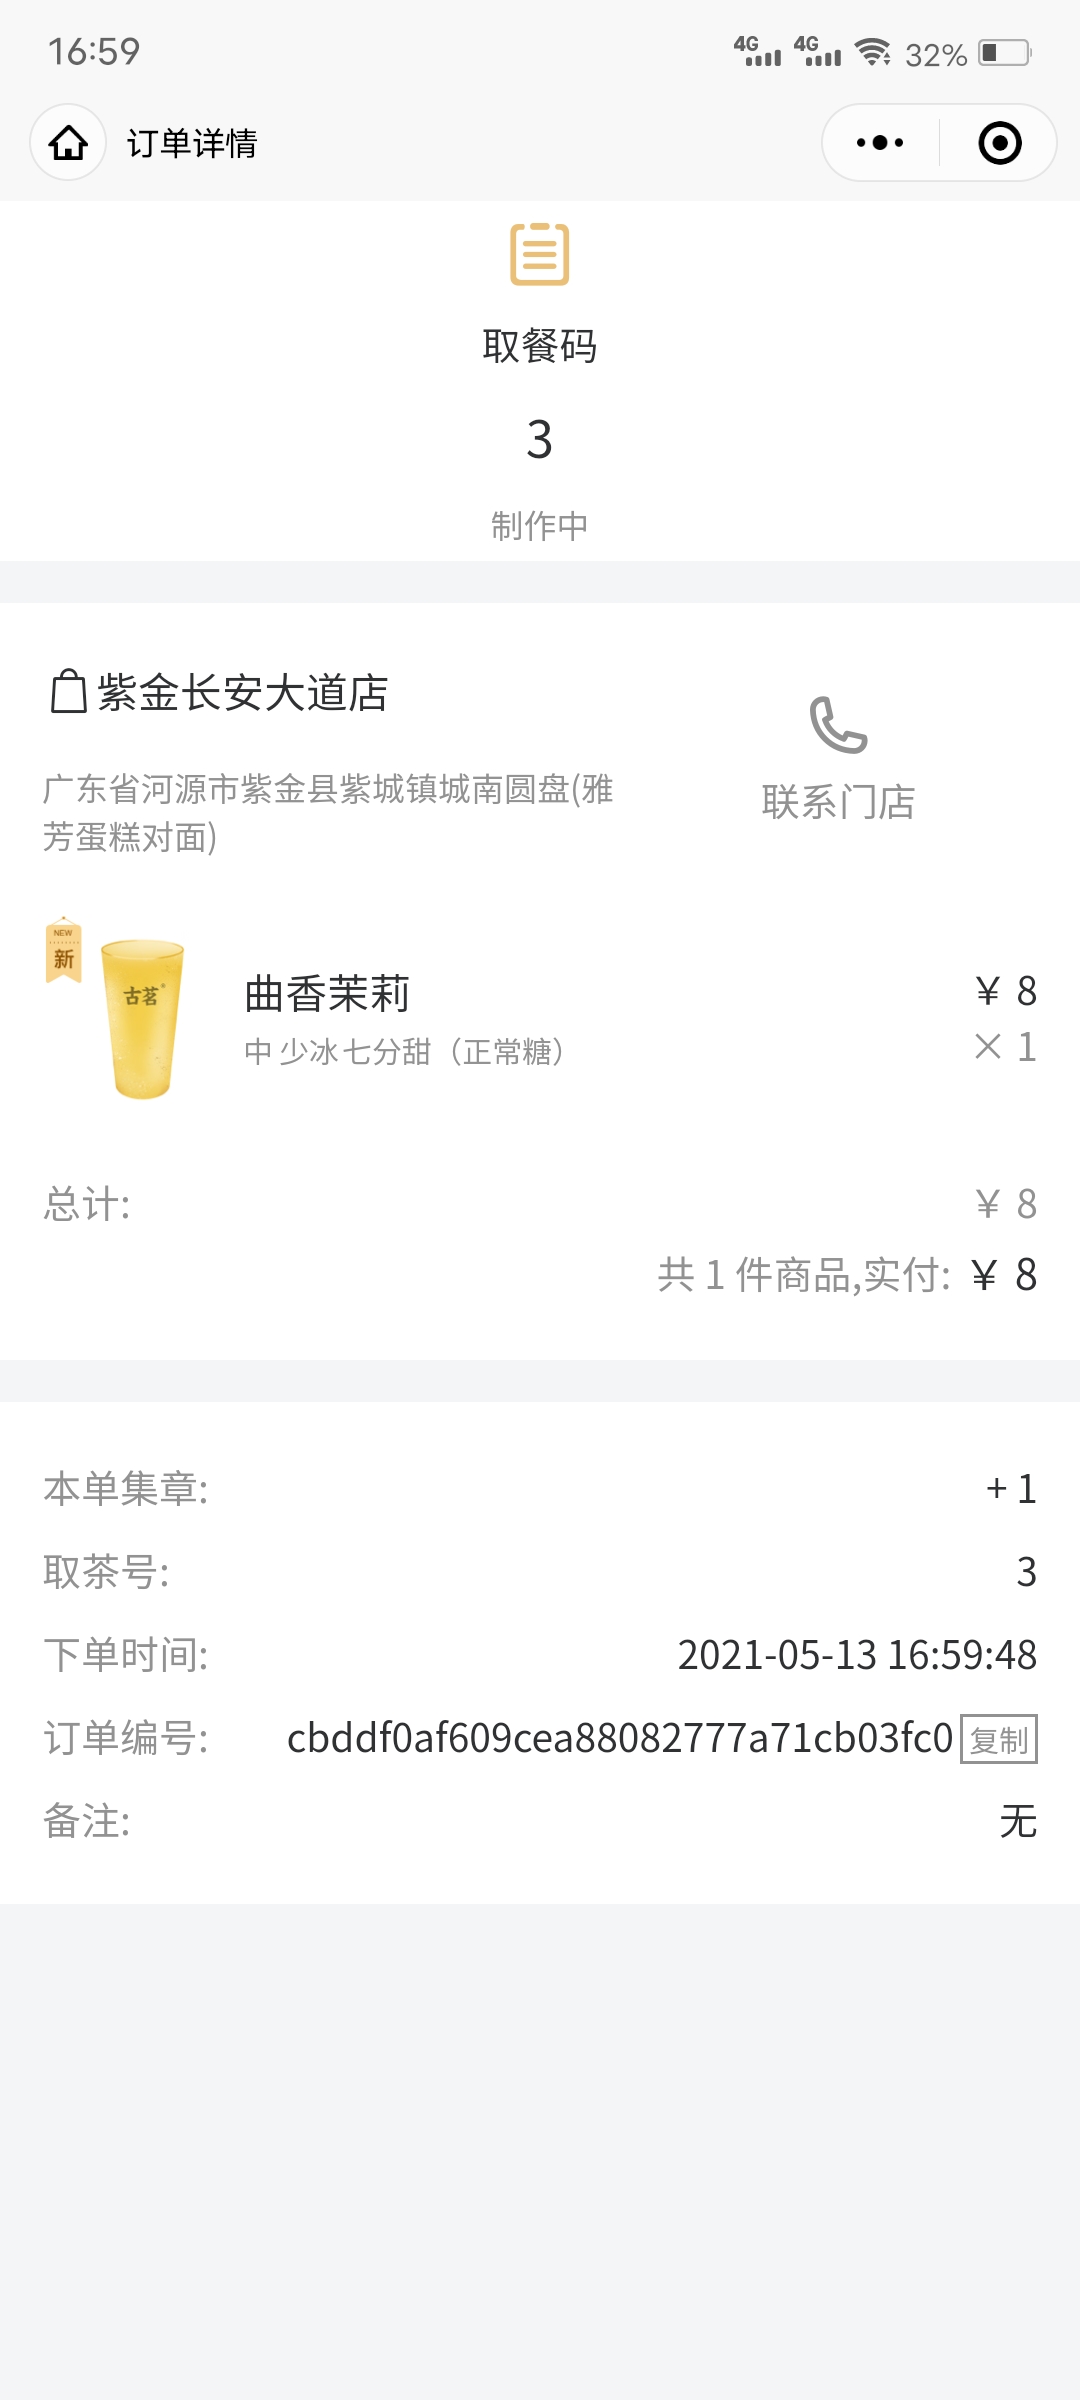 16:59
4G 4G 32%
订单详情
取餐码
3
制作中
紫金长安大道店
广东省河源市紫金县紫城镇城南圆盘(雅
芳蛋糕对面)
联系门店
NEW
新
古茗
曲香茉莉
¥ 8
中 少冰 七分甜（正常糖）
× 1
总计:
¥ 8
共 1 件商品,实付: ¥ 8
本单集章:
+ 1
取茶号:
3
下单时间:
2021-05-13 16:59:48
订单编号:
cbddf0af609cea88082777a71cb03fc0 复制
备注:
无